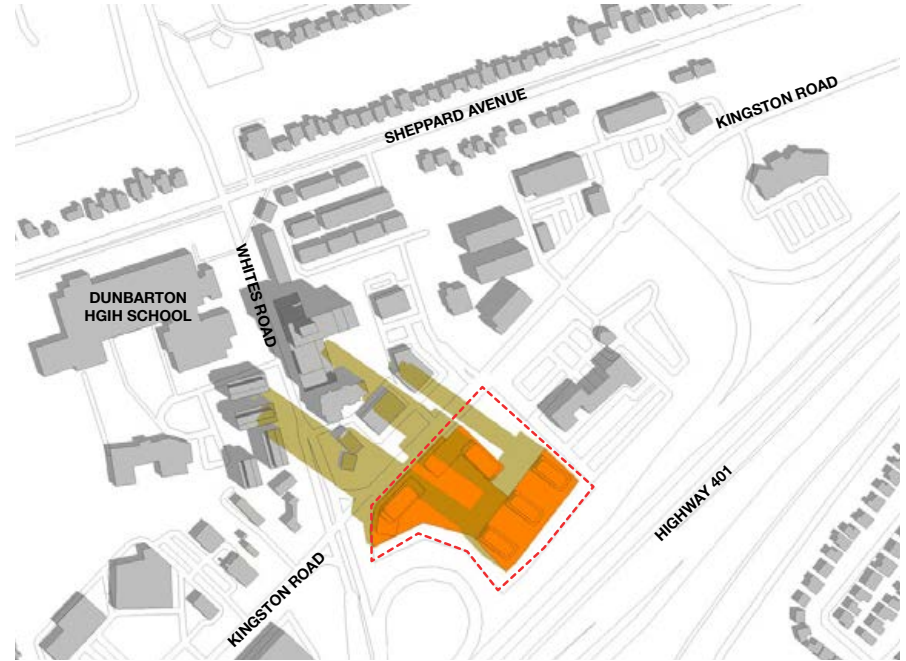 SHEPPARD AVENUE
KINGSTON ROAD
WHITES ROAD
DUNBARTON
HGIH SCHOOL
HIGHWAY 401
KINGSTON ROAD